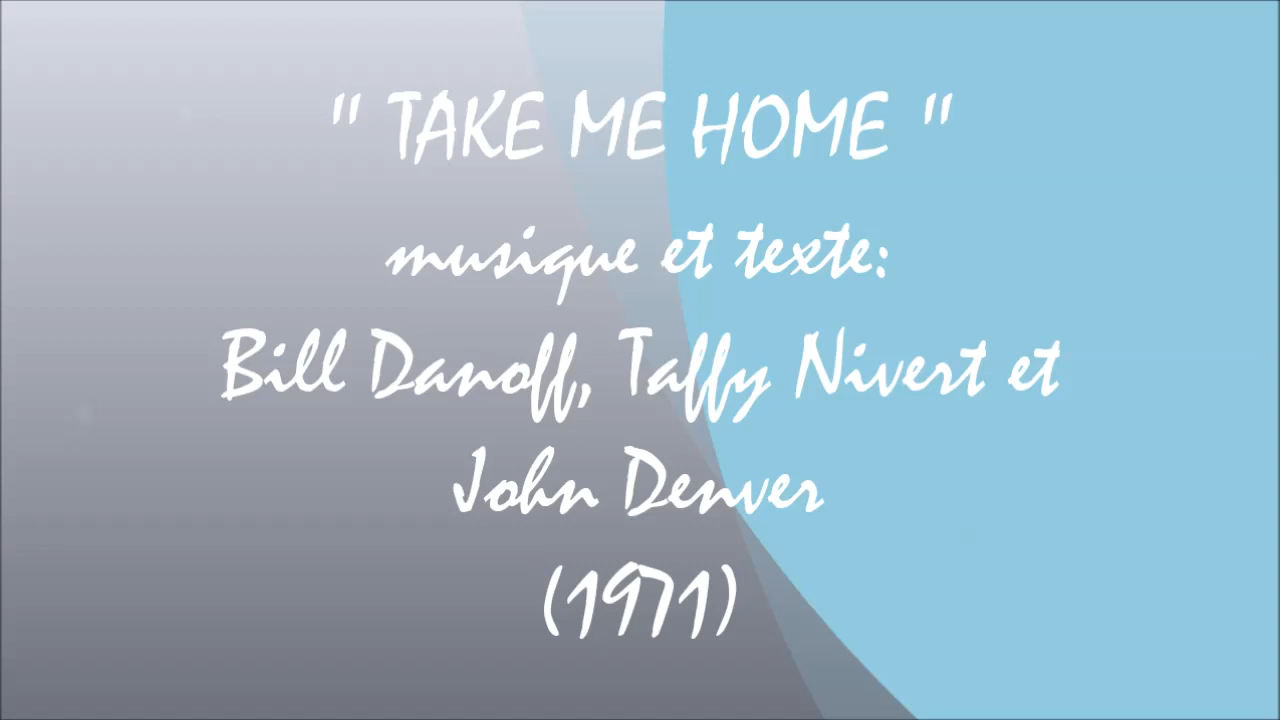 " TAKE ME HOME "
musique et texte:
Bill Danoff, Taffy Nivert et
John Denver
(1971)